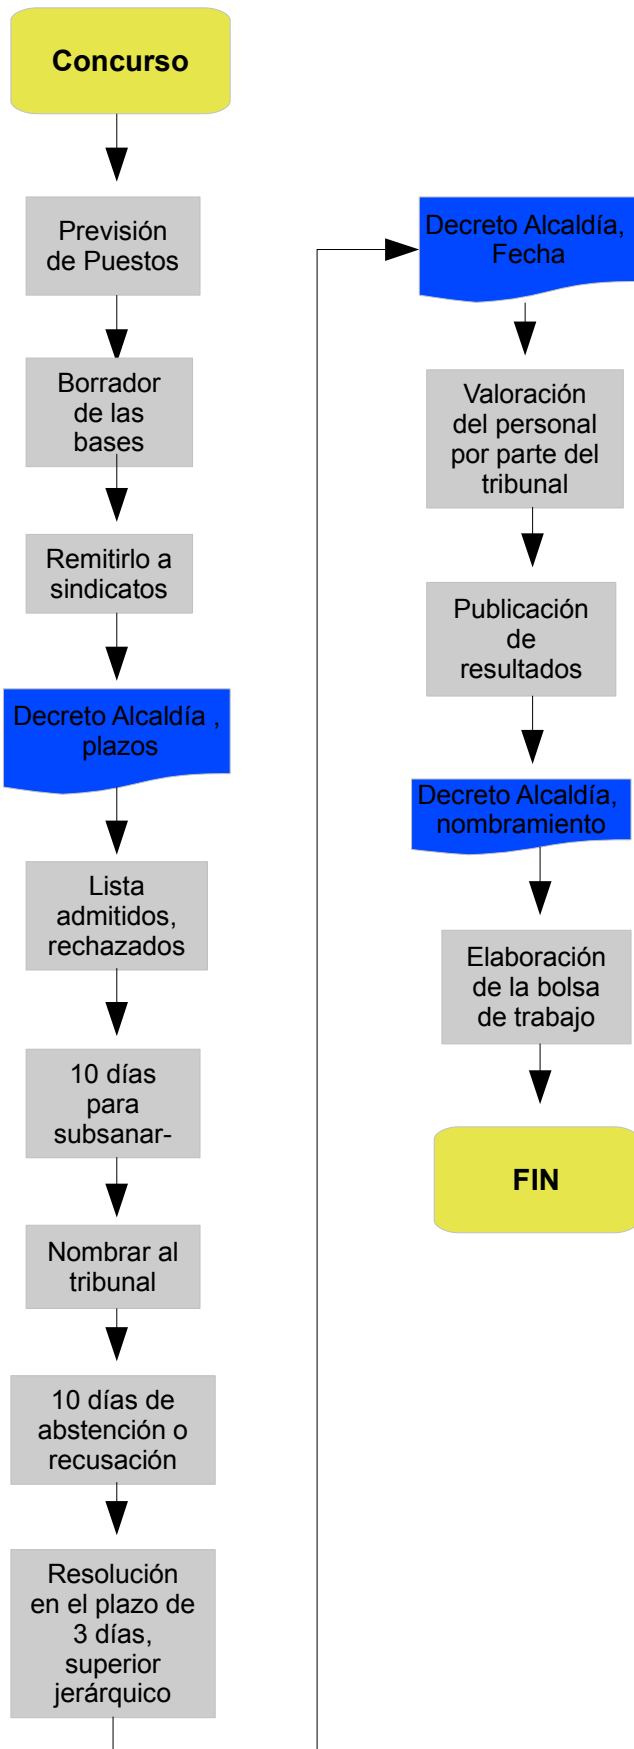 Concurso
Previsión
de Puestos
Borrador
de las
bases
Remitirlo a
sindicatos
Decreto Alcaldía ,
plazos
Lista
admitidos,
rechazados
10 días
para
subsanar-
Nombrar al
tribunal
10 días de
abstención o
recusación
Resolución
en el plazo de
3 días,
superior
jerárquico
Decreto Alcaldía,
Fecha
Valoración
del personal
por parte del
tribunal
Publicación
de
resultados
Decreto Alcaldía,
nombramiento
Elaboración
de la bolsa
de trabajo
FIN